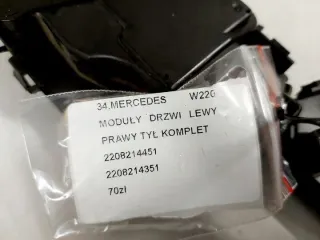 34.MERCEDES W220
MODUŁY DRZWI LEWY
PRAWY TYŁ KOMPLET
2208214451
2208214351
70zł